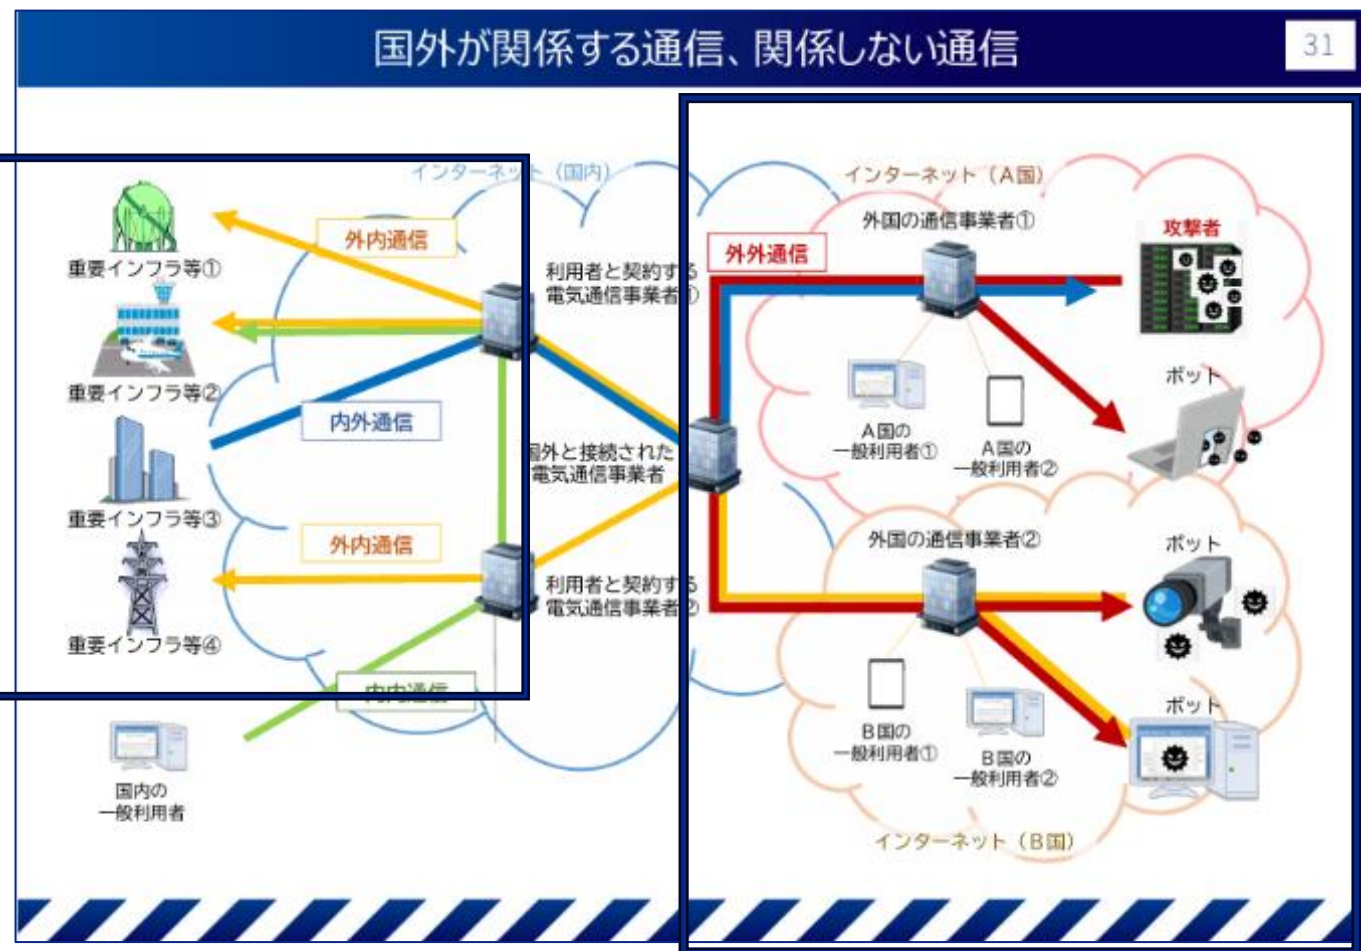 国外が関係する通信、関係しない通信
31
インターネット（国内）
重要インフラ等①
外内通信
利用者と契約する
電気通信事業者①
重要インフラ等②
内外通信
国外と接続された
電気通信事業者
重要インフラ等③
外内通信
利用者と契約する
電気通信事業者②
重要インフラ等④
内内通信
国内の
一般利用者
インターネット（A国）
外国の通信事業者①
外外通信
攻撃者
A国の
一般利用者①
A国の
一般利用者②
ボット
外国の通信事業者②
ボット
B国の
一般利用者①
B国の
一般利用者②
ボット
インターネット（B国）